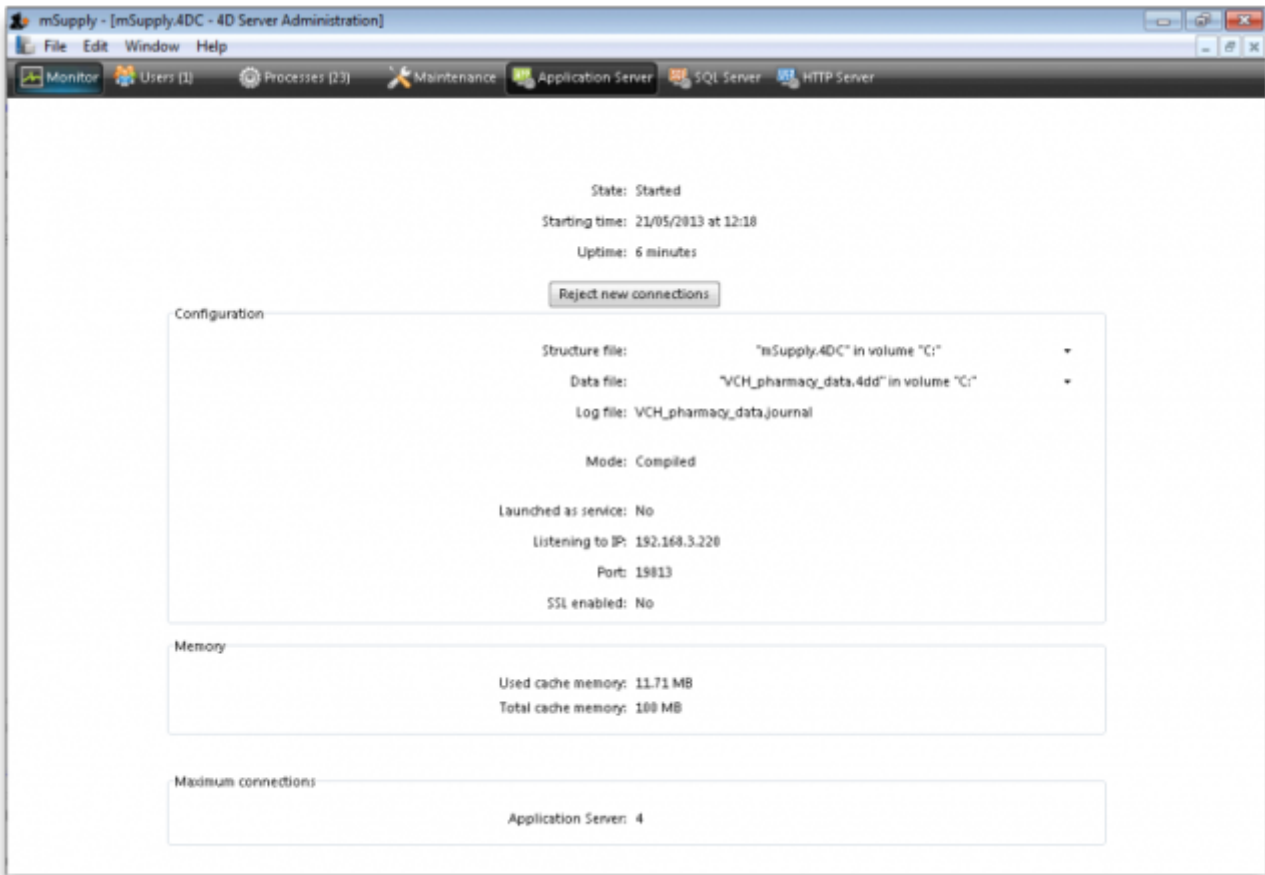 mSupply - [mSupply.4DC - 4D Server Administration]
File Edit Window Help
Monitor Users (1) Processes (23) Maintenance Application Server SQL Server HTTP Server
State: Started
Starting time: 21/05/2013 at 12:18
Uptime: 6 minutes
Reject new connections
Configuration
Structure file: "mSupply.4DC" in volume "C:"
Data file: "VCH_pharmacy_data.4dd" in volume "C:"
Log file: VCH_pharmacy_data.journal
Mode: Compiled
Launched as service: No
Listening to IP: 192.168.3.220
Port: 19813
SSL enabled: No
Memory
Used cache memory: 11.71 MB
Total cache memory: 100 MB
Maximum connections
Application Server: 4